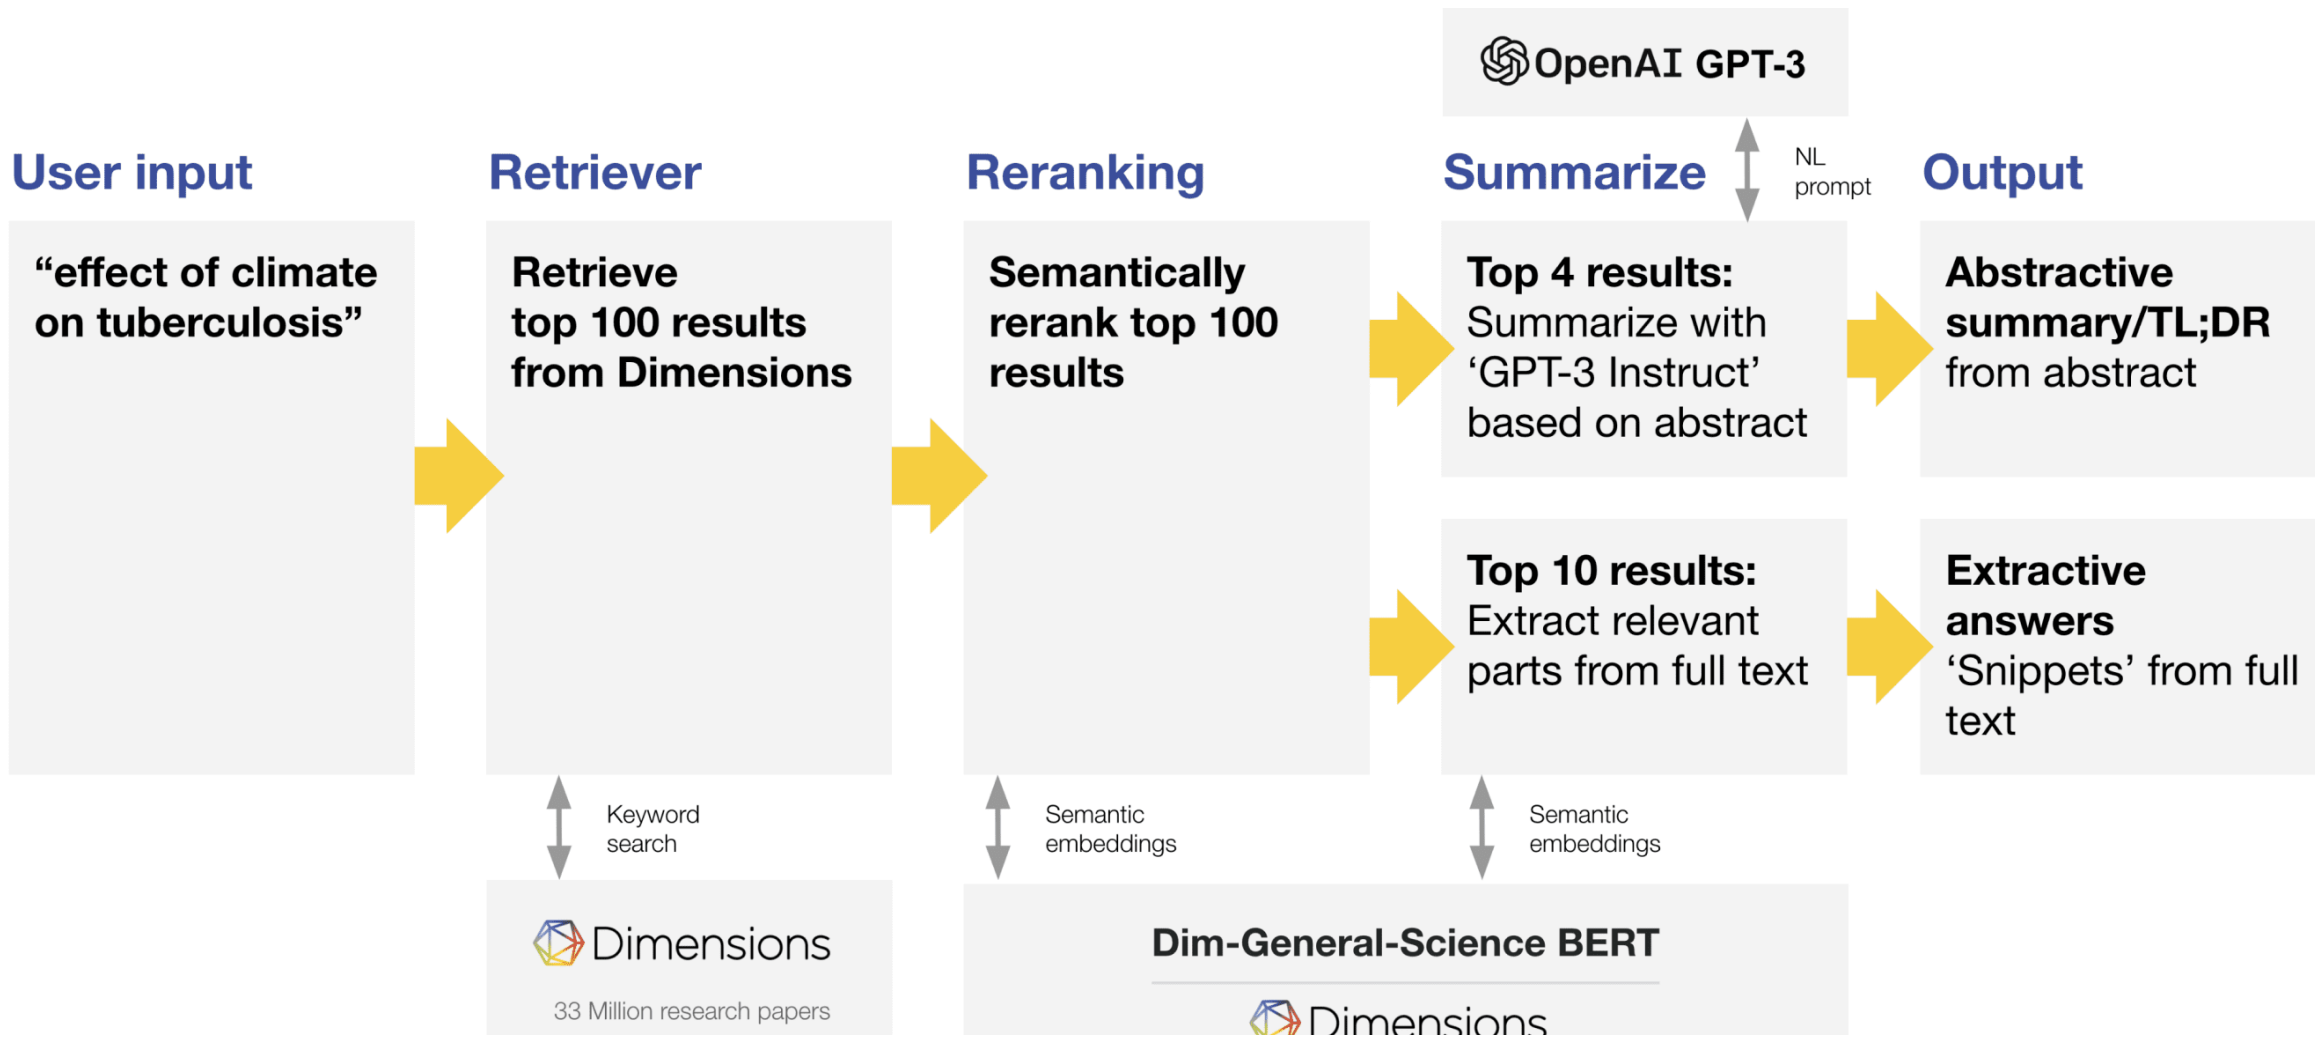 OpenAI GPT-3
User input
Retriever
Reranking
Summarize
NL
prompt
Output
“effect of climate
on tuberculosis”
Retrieve
top 100 results
from Dimensions
Semantically
rerank top 100
results
Top 4 results:
Summarize with
‘GPT-3 Instruct’
based on abstract
Abstractive
summary/TL;DR
from abstract
Top 10 results:
Extract relevant
parts from full text
Extractive
answers
‘Snippets’ from full
text
Keyword
search
Semantic
embeddings
Semantic
embeddings
Dimensions
33 Million research papers
Dim-General-Science BERT
Dimensions